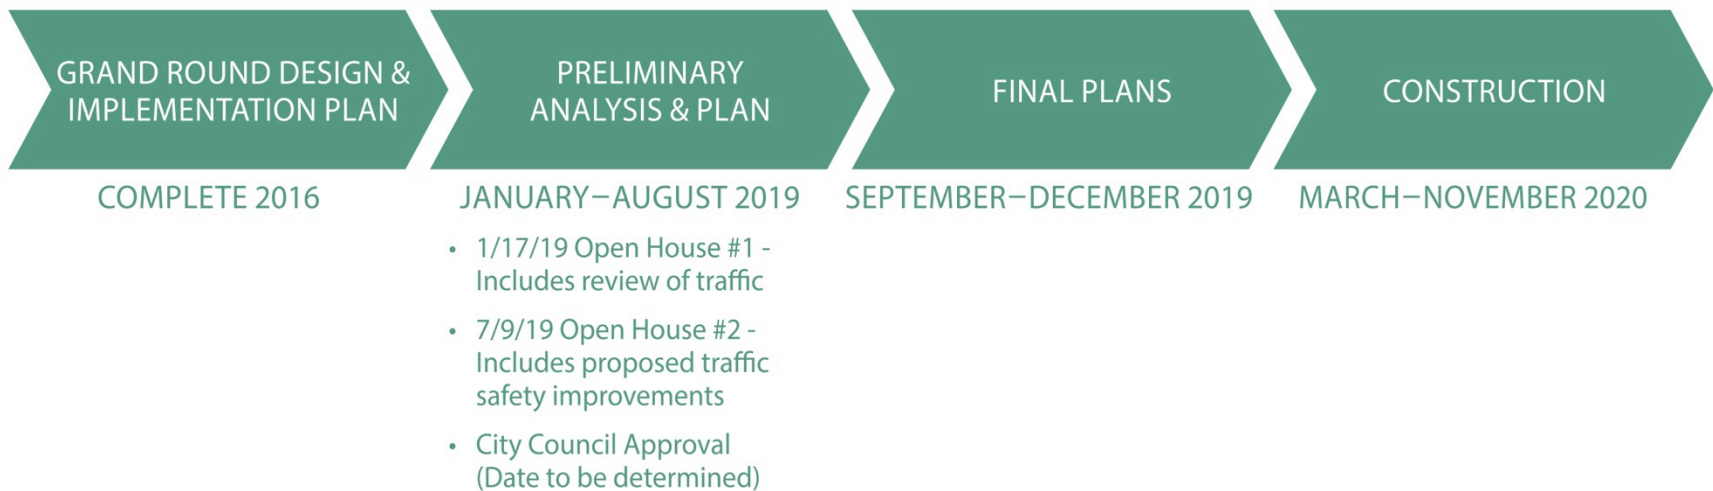 GRAND ROUND DESIGN &
IMPLEMENTATION PLAN
PRELIMINARY
ANALYSIS & PLAN
FINAL PLANS
CONSTRUCTION
COMPLETE 2016
JANUARY–AUGUST 2019
SEPTEMBER–DECEMBER 2019
MARCH–NOVEMBER 2020
• 1/17/19 Open House #1 -
Includes review of traffic
• 7/9/19 Open House #2 -
Includes proposed traffic
safety improvements
• City Council Approval
(Date to be determined)